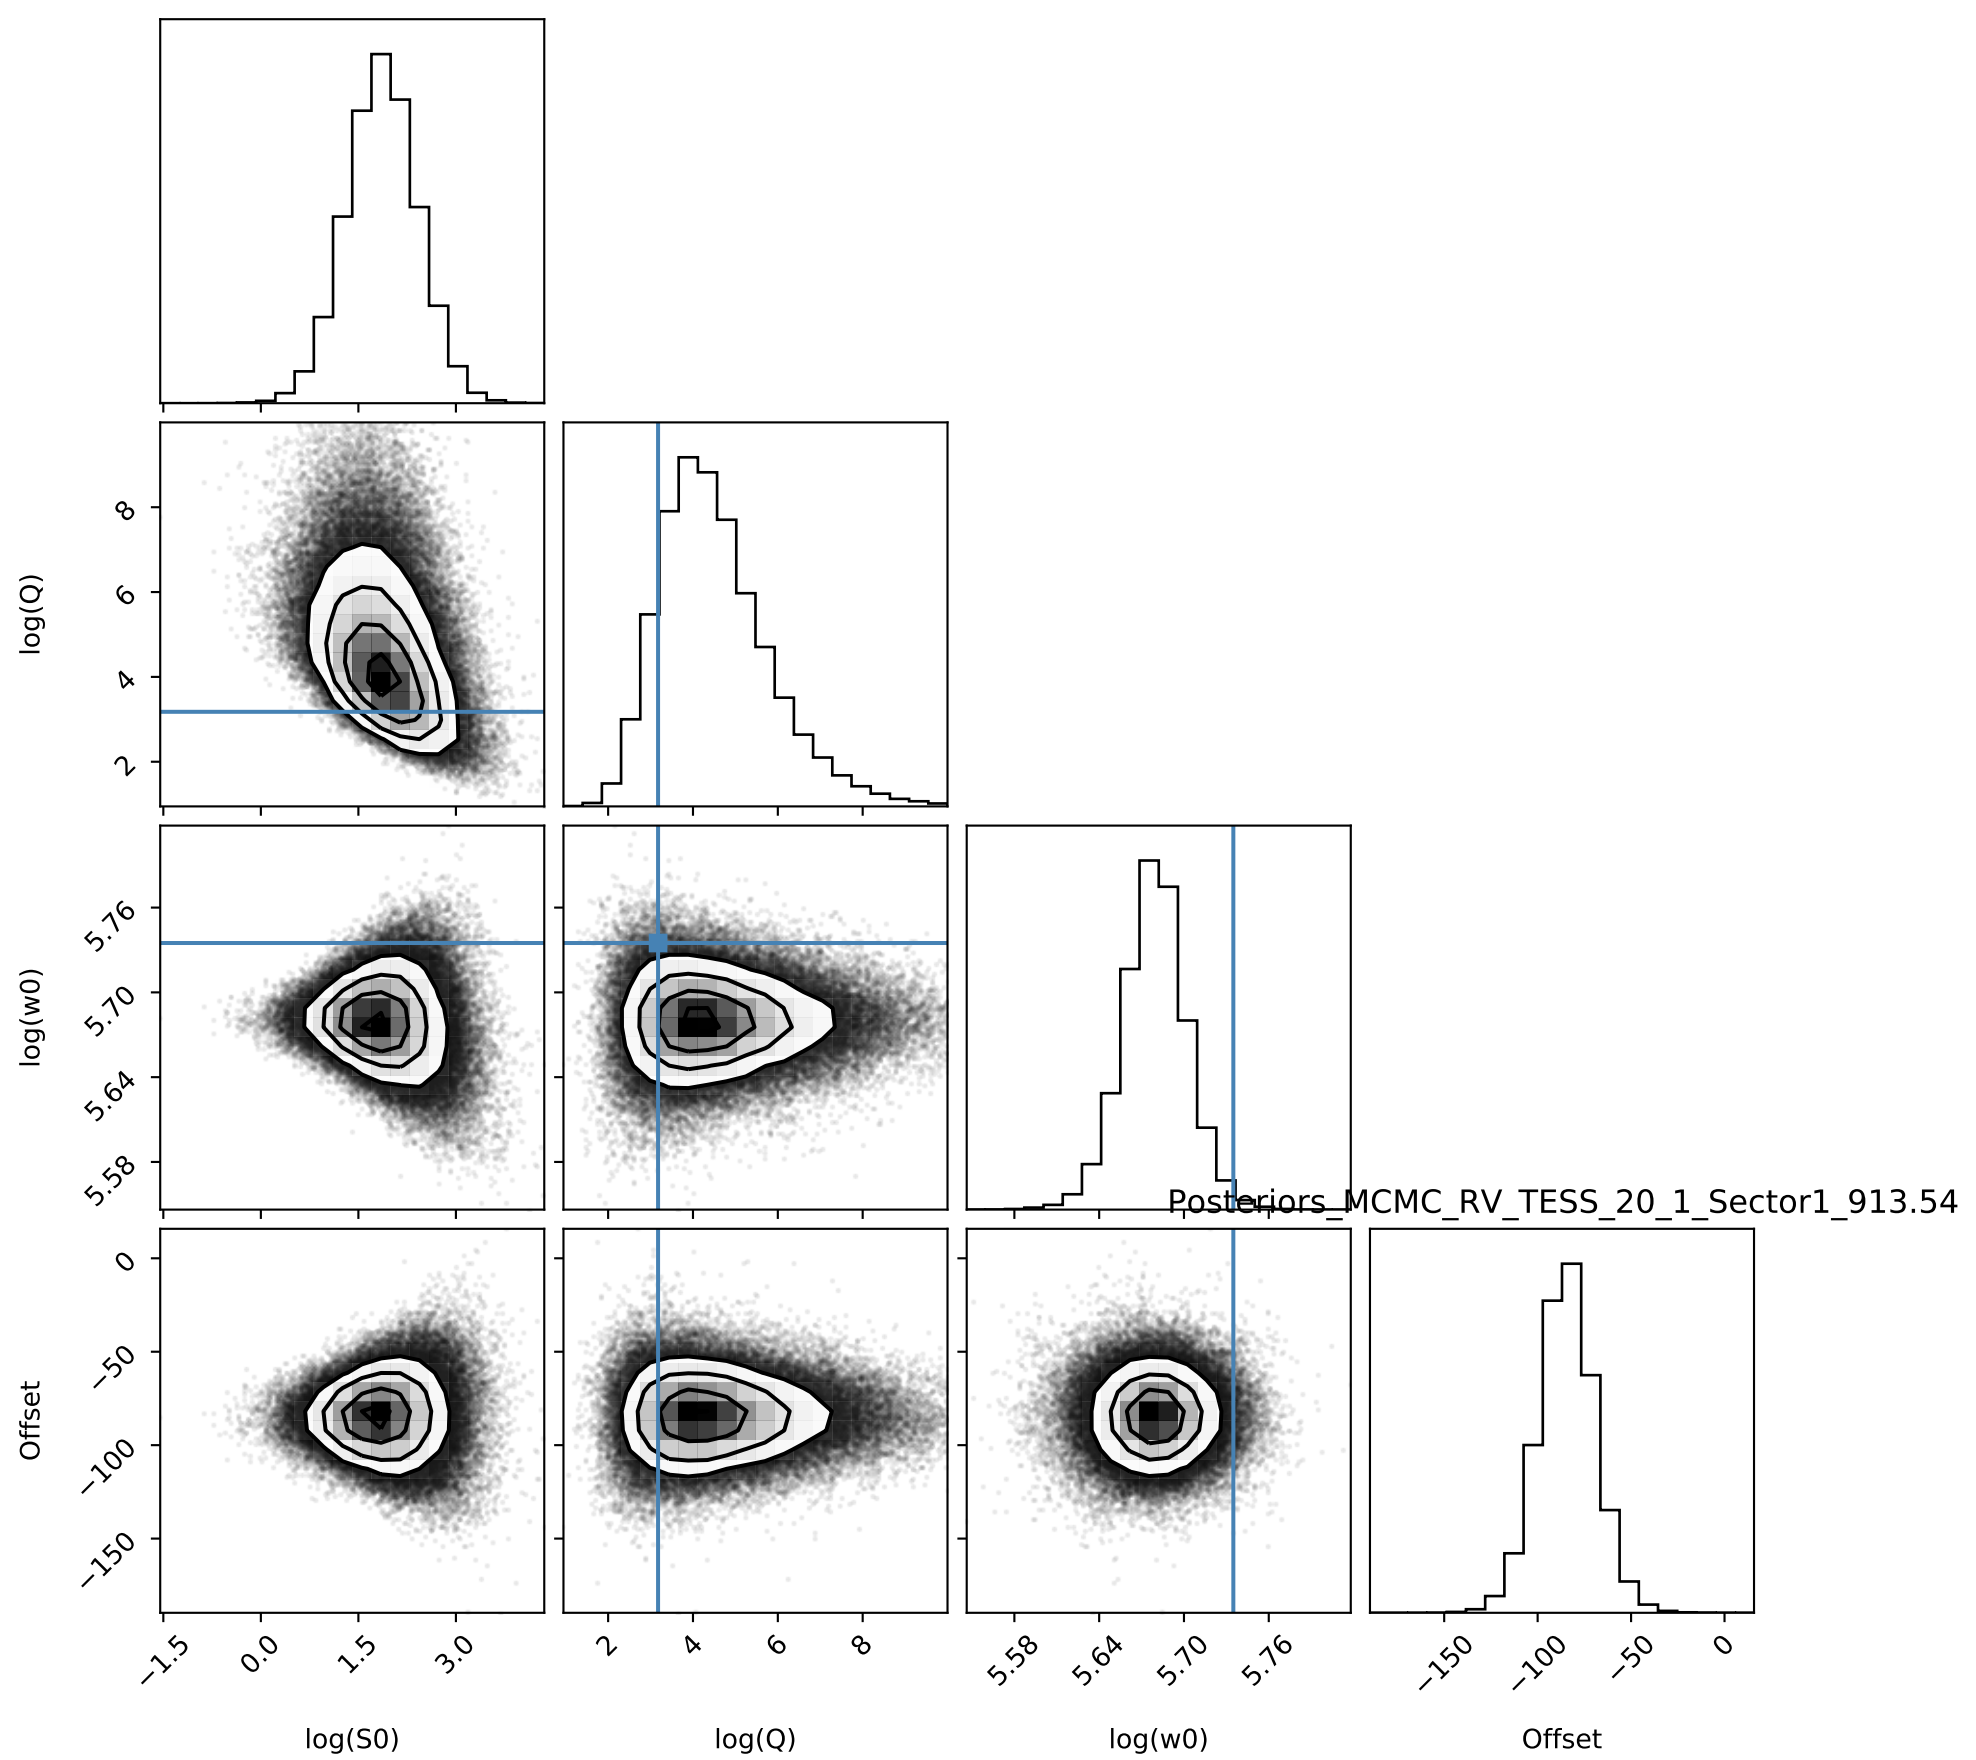 log(Q)
8
6
4
2
log(w0)
5.76
5.70
5.64
5.58
Posteriors_MCMC_RV_TESS_20_1_Sector1_913.54
Offset
0
−50
−100
−150
−1.5 0.0 1.5 3.0 2 4 6 8 5.58 5.64 5.70 5.76 −150 −100 −50 0
log(S0) log(Q) log(w0) Offset